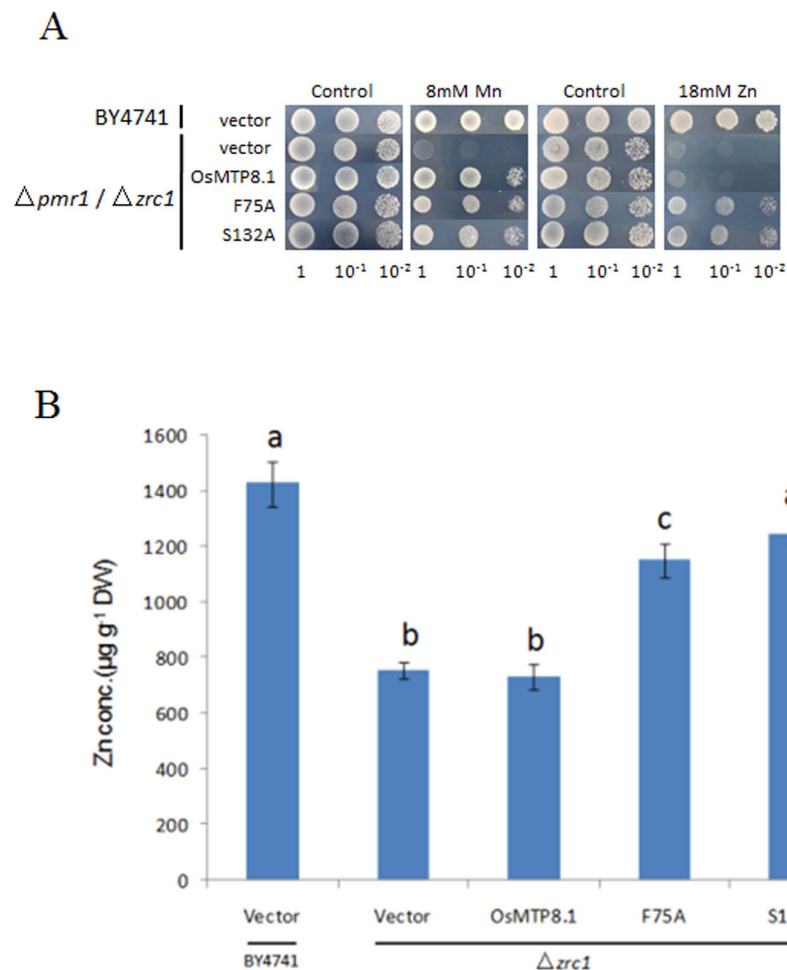 A
Control 8mM Mn Control 18mM Zn
BY4741 vector
vector
△pmr1 / △zrc1 OsMTP8.1
F75A
S132A
1 10⁻¹ 10⁻² 1 10⁻¹ 10⁻² 1 10⁻¹ 10⁻² 1 10⁻¹ 10⁻²
B
Zn conc.(µg g⁻¹ DW)
1600
1400
1200
1000
800
600
400
200
0
a
b
b
c
Vector Vector OsMTP8.1 F75A
BY4741 △zrc1